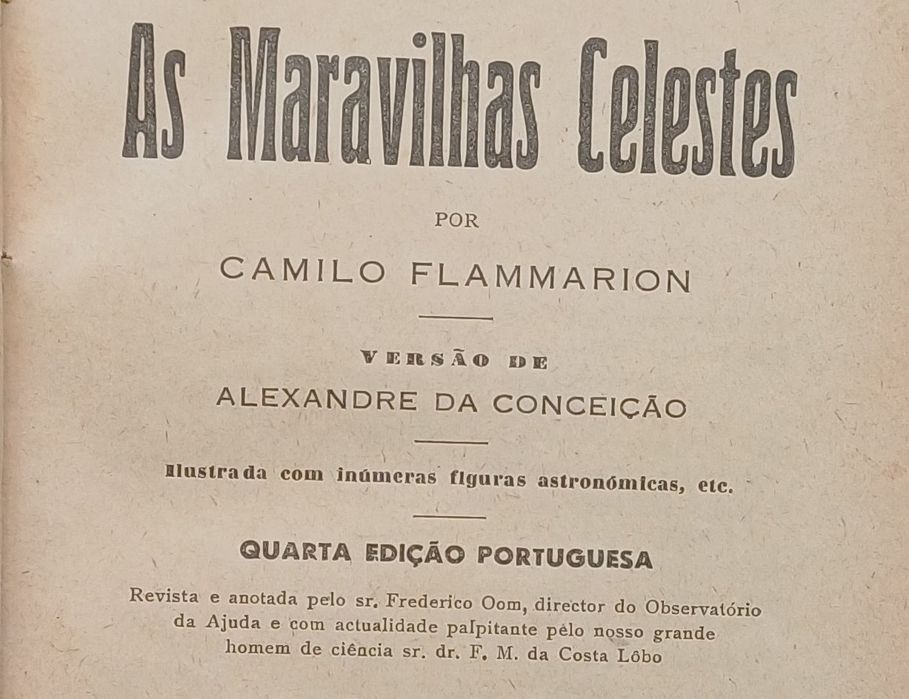 As Maravilhas Celestes
POR
CAMILO FLAMMARION
VERSÃO DE
ALEXANDRE DA CONCEIÇÃO
Ilustrada com inúmeras figuras astronómicas, etc.
QUARTA EDIÇÃO PORTUGUESA
Revista e anotada pelo sr. Frederico Oom, director do Observatório
da Ajuda e com actualidade palpitante pelo nosso grande
homem de ciência sr. dr. F. M. da Costa Lôbo